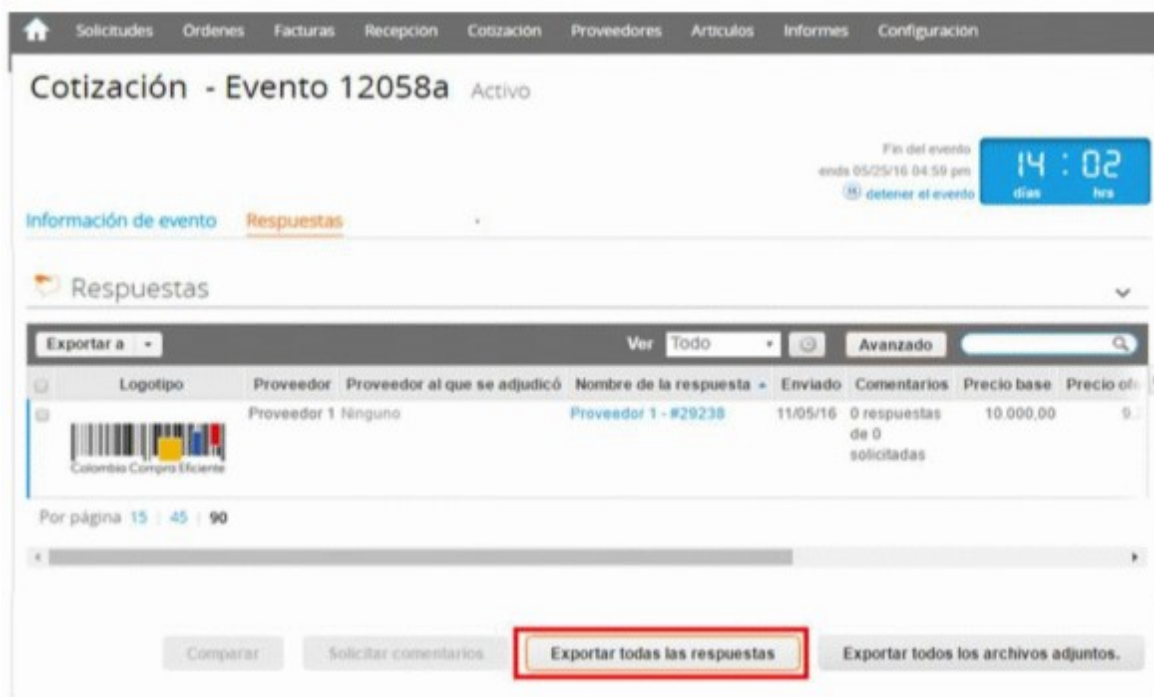 Solicitudes Ordenes Facturas Recepción Cotización Proveedores Artículos Informes Configuración
Cotización - Evento 12058a Activo
Fin del evento
ends 05/25/16 04:59 pm
detener el evento
14 : 02
días hrs
Información de evento Respuestas
Respuestas
Exportar a Ver Todo Avanzado
Logotipo Proveedor Proveedor al que se adjudicó Nombre de la respuesta Enviado Comentarios Precio base Precio of
Proveedor 1 Ninguno Proveedor 1 - #29238 11/05/16 0 respuestas 10.000,00 9.
de 0
solicitadas
Colombia Compra Eficiente
Por página 15 | 45 | 90
Comparar Solicitar comentarios Exportar todas las respuestas Exportar todos los archivos adjuntos.